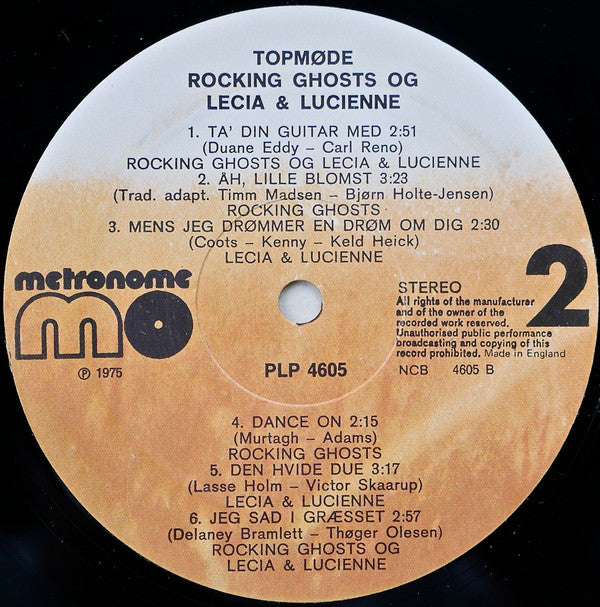 TOPMØDE
ROCKING GHOSTS OG
LECIA & LUCIENNE
1. TA' DIN GUITAR MED 2:51
(Duane Eddy – Carl Reno)
ROCKING GHOSTS OG LECIA & LUCIENNE
2. ÅH, LILLE BLOMST 3:23
(Trad. adapt. Timm Madsen – Bjørn Holte-Jensen)
ROCKING GHOSTS
3. MENS JEG DRØMMER EN DRØM OM DIG 2:30
(Coots – Kenny – Keld Heick)
LECIA & LUCIENNE
metronome
mo
℗ 1975
PLP 4605
2
STEREO
All rights of the manufacturer
and of the owner of the
recorded work reserved.
Unauthorised public performance
broadcasting and copying of this
record prohibited. Made in England
NCB 4605 B
4. DANCE ON 2:15
(Murtagh – Adams)
ROCKING GHOSTS
5. DEN HVIDE DUE 3:17
(Lasse Holm – Victor Skaarup)
LECIA & LUCIENNE
6. JEG SAD I GRÆSSET 2:57
(Delaney Bramlett – Thøger Olesen)
ROCKING GHOSTS OG
LECIA & LUCIENNE